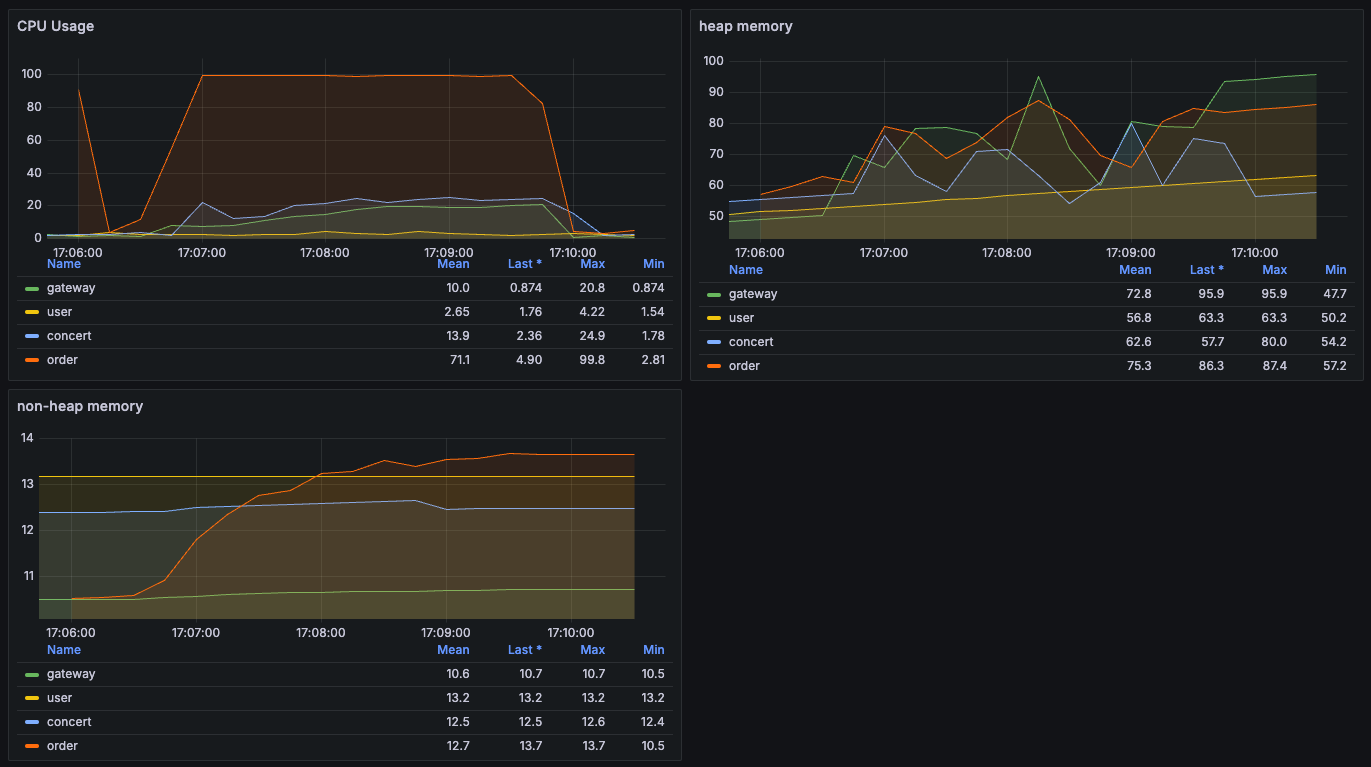 CPU Usage
100
80
60
40
20
0
17:06:00 17:07:00 17:08:00 17:09:00 17:10:00
Name Mean Last * Max Min
gateway 10.0 0.874 20.8 0.874
user 2.65 1.76 4.22 1.54
concert 13.9 2.36 24.9 1.78
order 71.1 4.90 99.8 2.81
heap memory
100
90
80
70
60
50
17:06:00 17:07:00 17:08:00 17:09:00 17:10:00
Name Mean Last * Max Min
gateway 72.8 95.9 95.9 47.7
user 56.8 63.3 63.3 50.2
concert 62.6 57.7 80.0 54.2
order 75.3 86.3 87.4 57.2
non-heap memory
14
13
12
11
17:06:00 17:07:00 17:08:00 17:09:00 17:10:00
Name Mean Last * Max Min
gateway 10.6 10.7 10.7 10.5
user 13.2 13.2 13.2 13.2
concert 12.5 12.5 12.6 12.4
order 12.7 13.7 13.7 10.5